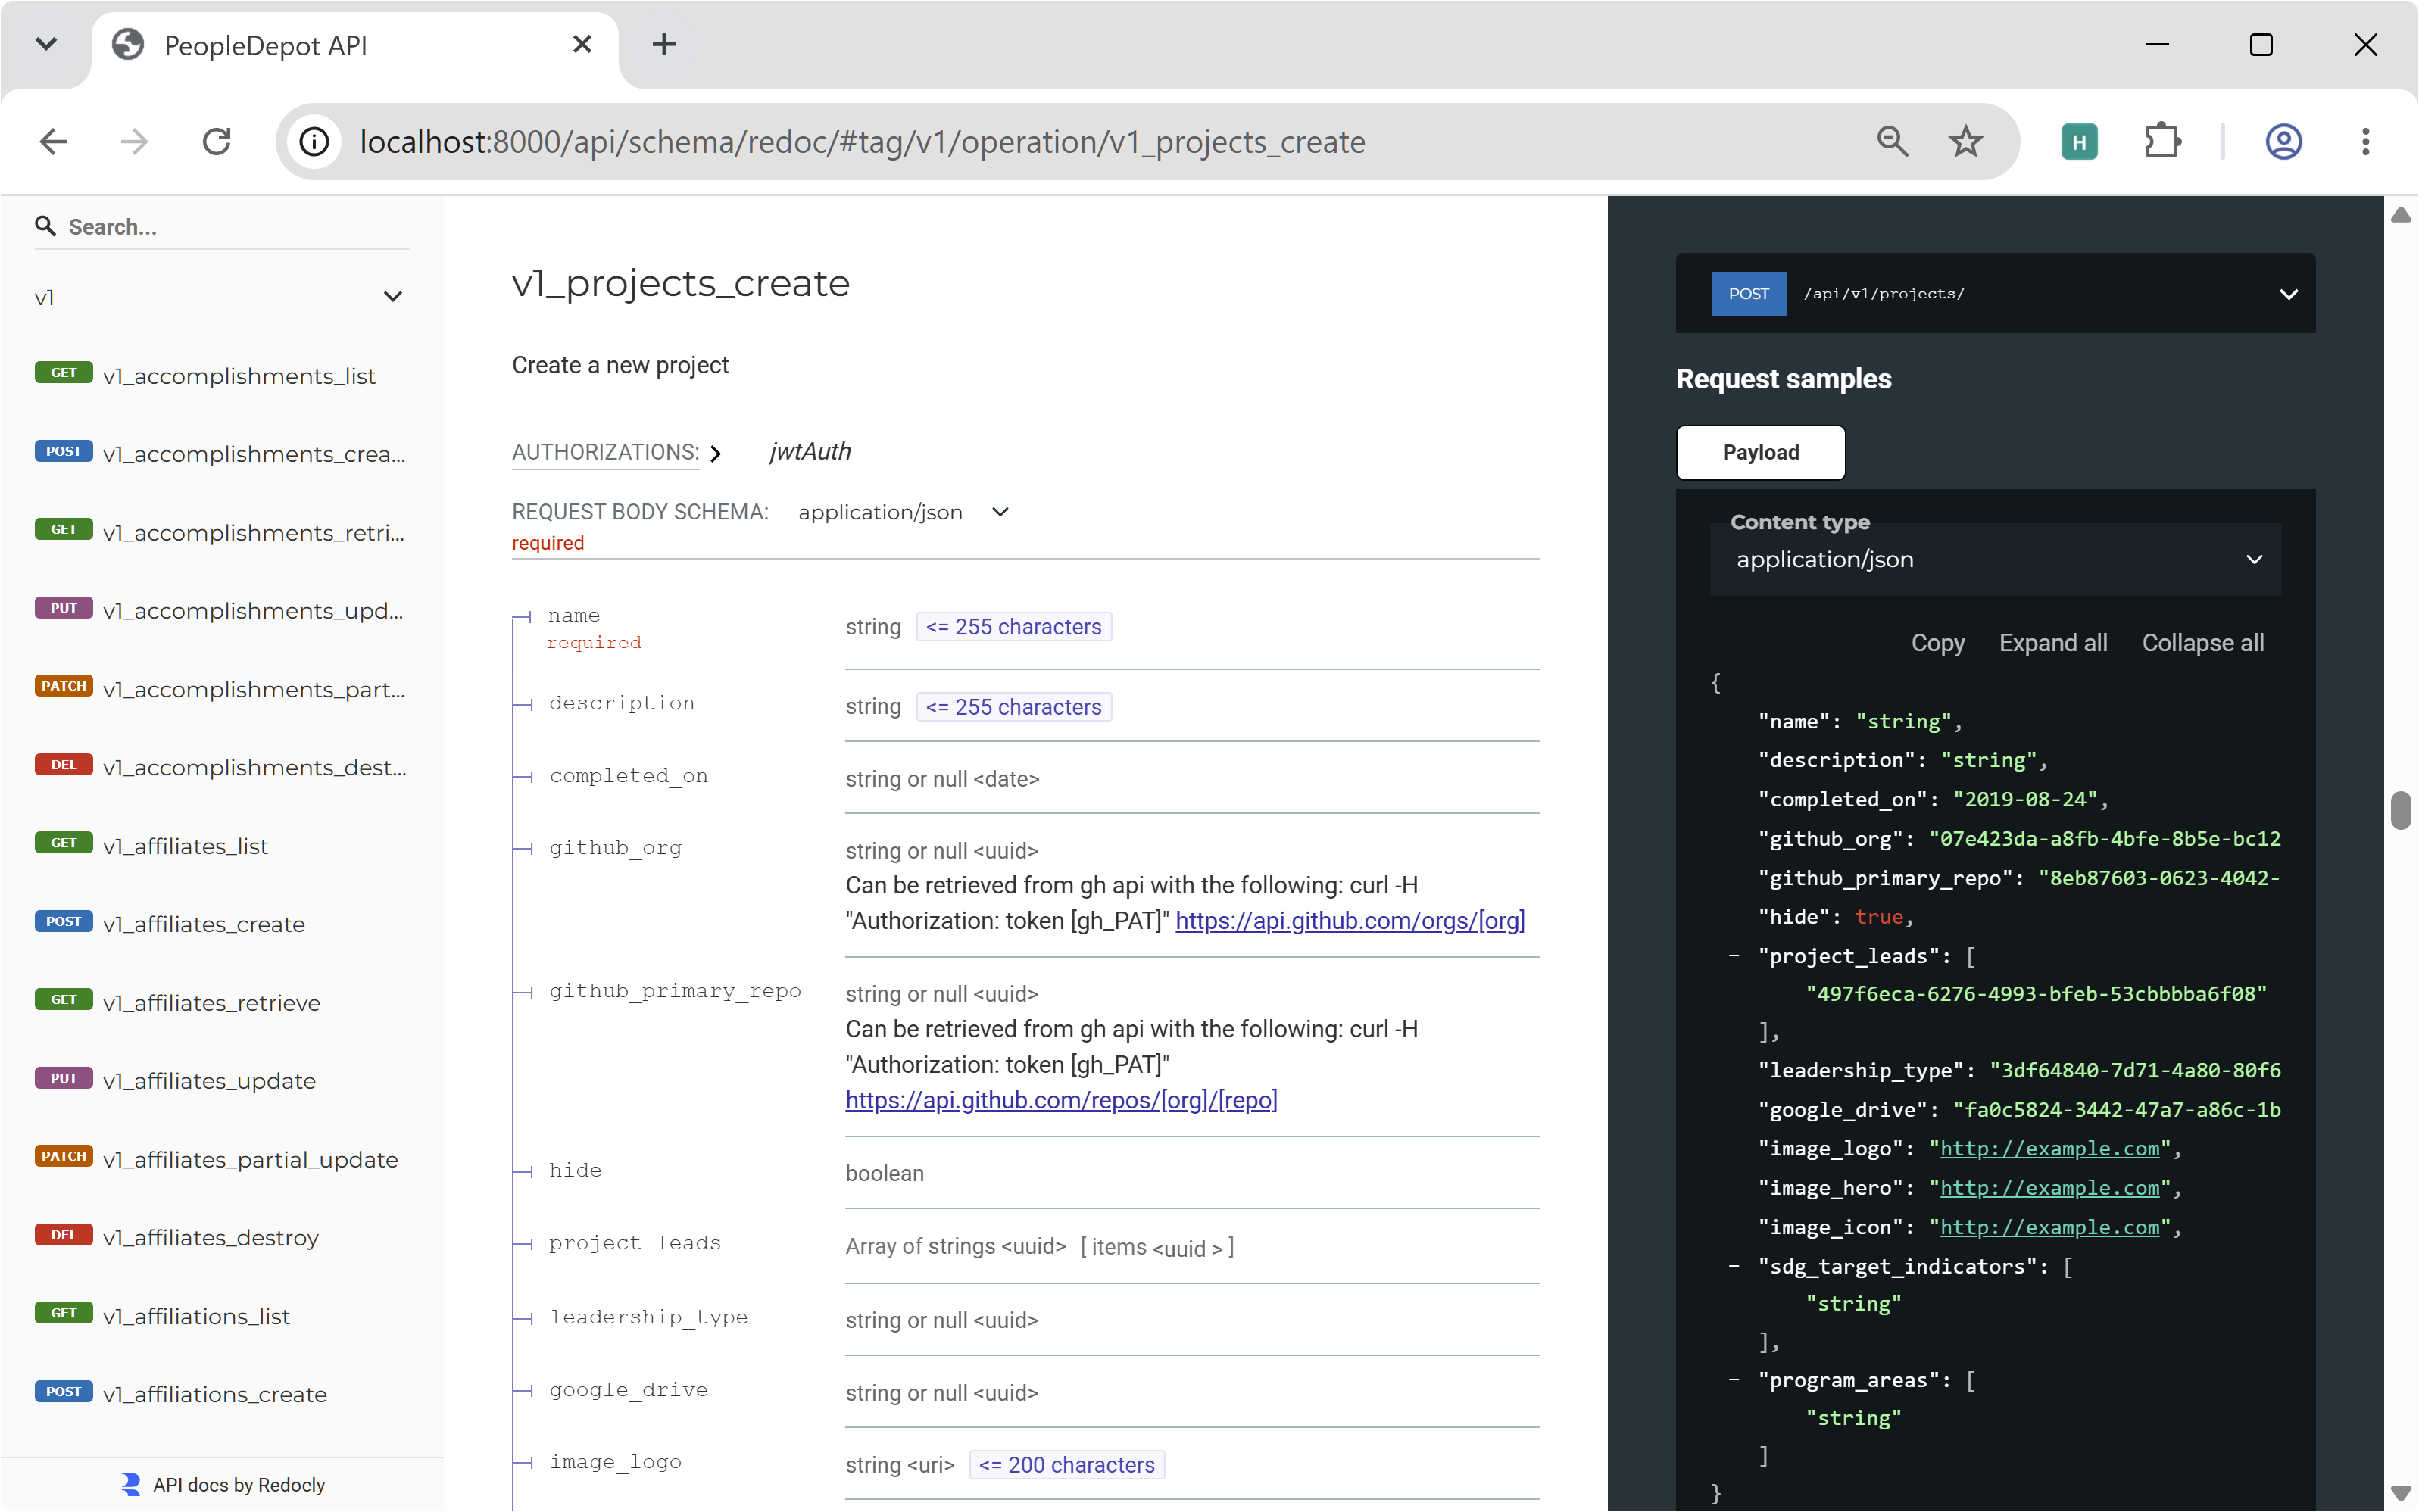 PeopleDepot API
localhost:8000/api/schema/redoc/#tag/v1/operation/v1_projects_create
H
Search...
v1
GET v1_accomplishments_list
POST v1_accomplishments_crea...
GET v1_accomplishments_retri...
PUT v1_accomplishments_upd...
PATCH v1_accomplishments_part...
DEL v1_accomplishments_dest...
GET v1_affiliates_list
POST v1_affiliates_create
GET v1_affiliates_retrieve
PUT v1_affiliates_update
PATCH v1_affiliates_partial_update
DEL v1_affiliates_destroy
GET v1_affiliations_list
POST v1_affiliations_create
API docs by Redocly
v1_projects_create
Create a new project
AUTHORIZATIONS: jwtAuth
REQUEST BODY SCHEMA: application/json
required
name
required
string <= 255 characters
description string <= 255 characters
completed_on string or null <date>
github_org string or null <uuid>
Can be retrieved from gh api with the following: curl -H
"Authorization: token [gh_PAT]" https://api.github.com/orgs/[org]
github_primary_repo string or null <uuid>
Can be retrieved from gh api with the following: curl -H
"Authorization: token [gh_PAT]"
https://api.github.com/repos/[org]/[repo]
hide boolean
project_leads Array of strings <uuid> [ items <uuid > ]
leadership_type string or null <uuid>
google_drive string or null <uuid>
image_logo string <uri> <= 200 characters
POST /api/v1/projects/
Request samples
Payload
Content type
application/json
Copy Expand all Collapse all
{
"name": "string",
"description": "string",
"completed_on": "2019-08-24",
"github_org": "07e423da-a8fb-4bfe-8b5e-bc12
"github_primary_repo": "8eb87603-0623-4042-
"hide": true,
- "project_leads": [
"497f6eca-6276-4993-bfeb-53cbbbba6f08"
],
"leadership_type": "3df64840-7d71-4a80-80f6
"google_drive": "fa0c5824-3442-47a7-a86c-1b
"image_logo": "http://example.com",
"image_hero": "http://example.com",
"image_icon": "http://example.com",
- "sdg_target_indicators": [
"string"
],
- "program_areas": [
"string"
]
}